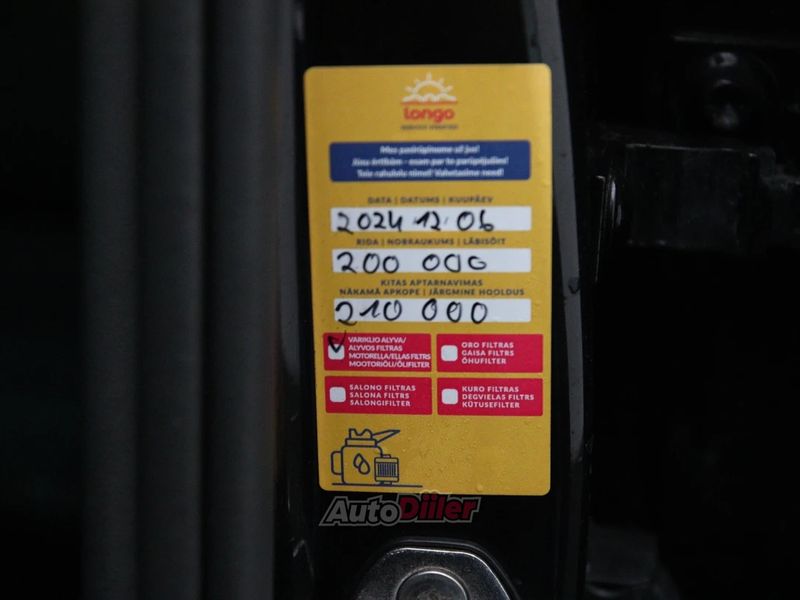 longo
Mes pasirūpinome už jus!
Jūsu ērtībām - esam par to parūpējušies!
Teie rahulolu nimel! Vahetasime need!
DATA | DATUMS | KUUPÄEV
2024 12 06
RIDA | NOBRAUKUMS | LÄBISÕIT
200 000
KITAS APTARNAVIMAS
NĀKAMĀ APKOPE | JÄRGMINE HOOLDUS
210 000
VARIKLIO ALYVA/
ALYVOS FILTRAS
MOTOREĻĻA/EĻĻAS FILTRS
MOOTORIÕLI/ÕLIFILTER
ORO FILTRAS
GAISA FILTRS
ÕHUFILTER
SALONO FILTRAS
SALONA FILTRS
SALONGIFILTER
KURO FILTRAS
DEGVIELAS FILTRS
KÜTUSEFILTER
AutoDiiler